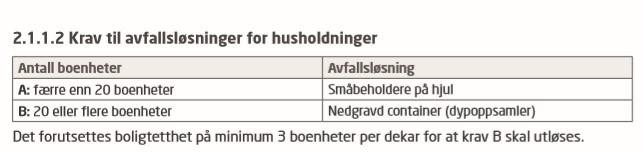 2.1.1.2 Krav til avfallsløsninger for husholdninger
Antall boenheter Avfallsløsning
A: færre enn 20 boenheter Småbeholdere på hjul
B: 20 eller flere boenheter Nedgravd container (dypoppsamler)
Det forutsettes boligtetthet på minimum 3 boenheter per dekar for at krav B skal utløses.